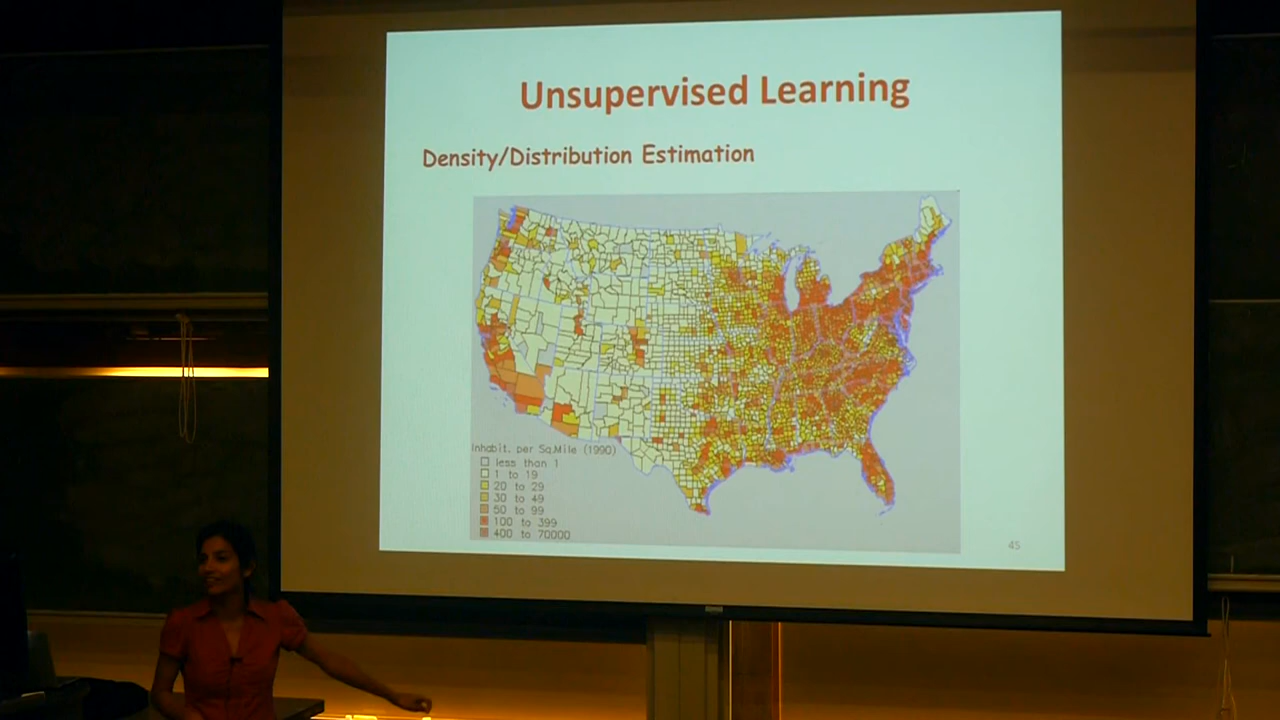 Unsupervised Learning
Density/Distribution Estimation
Inhabit. per Sq.Mile (1990)
less than 1
1 to 19
20 to 29
30 to 49
50 to 99
100 to 399
400 to 70000
45